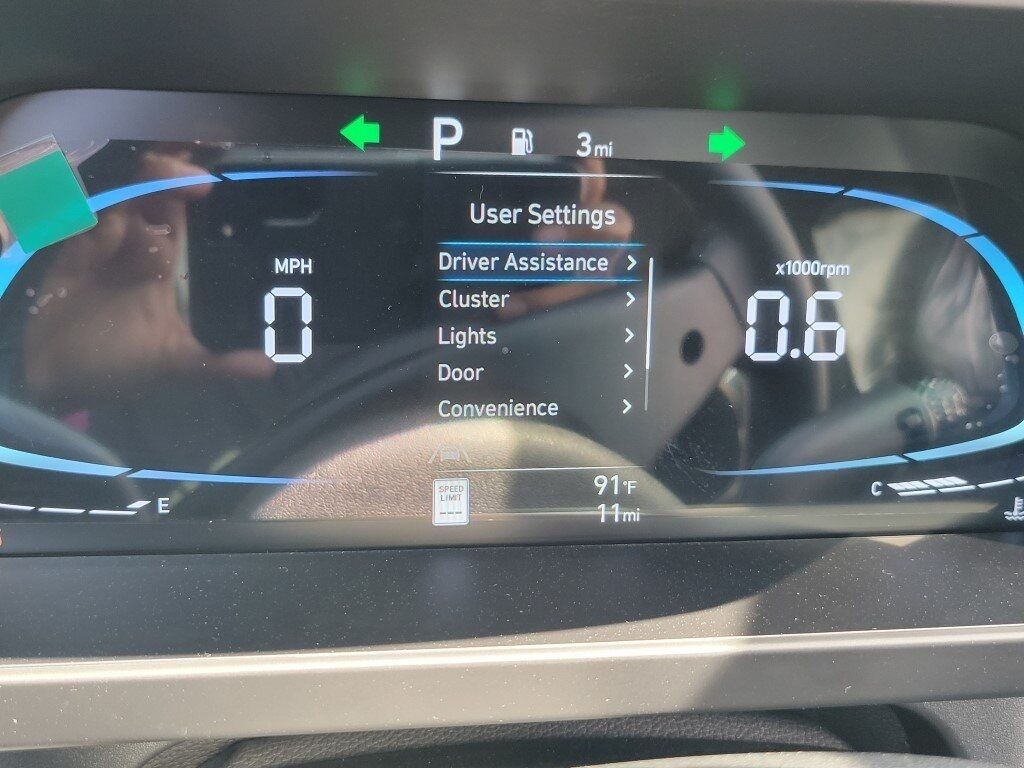 P 3mi
User Settings
MPH
0
Driver Assistance
Cluster
Lights
Door
Convenience
x1000rpm
0.6
E
SPEED
LIMIT
---
91°F
11mi
C